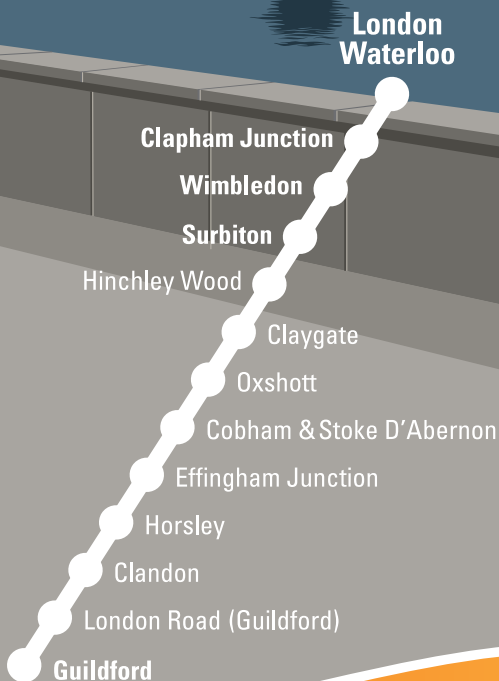 London
Waterloo
Clapham Junction
Wimbledon
Surbiton
Hinchley Wood
Claygate
Oxshott
Cobham & Stoke D'Abernon
Effingham Junction
Horsley
Clandon
London Road (Guildford)
Guildford